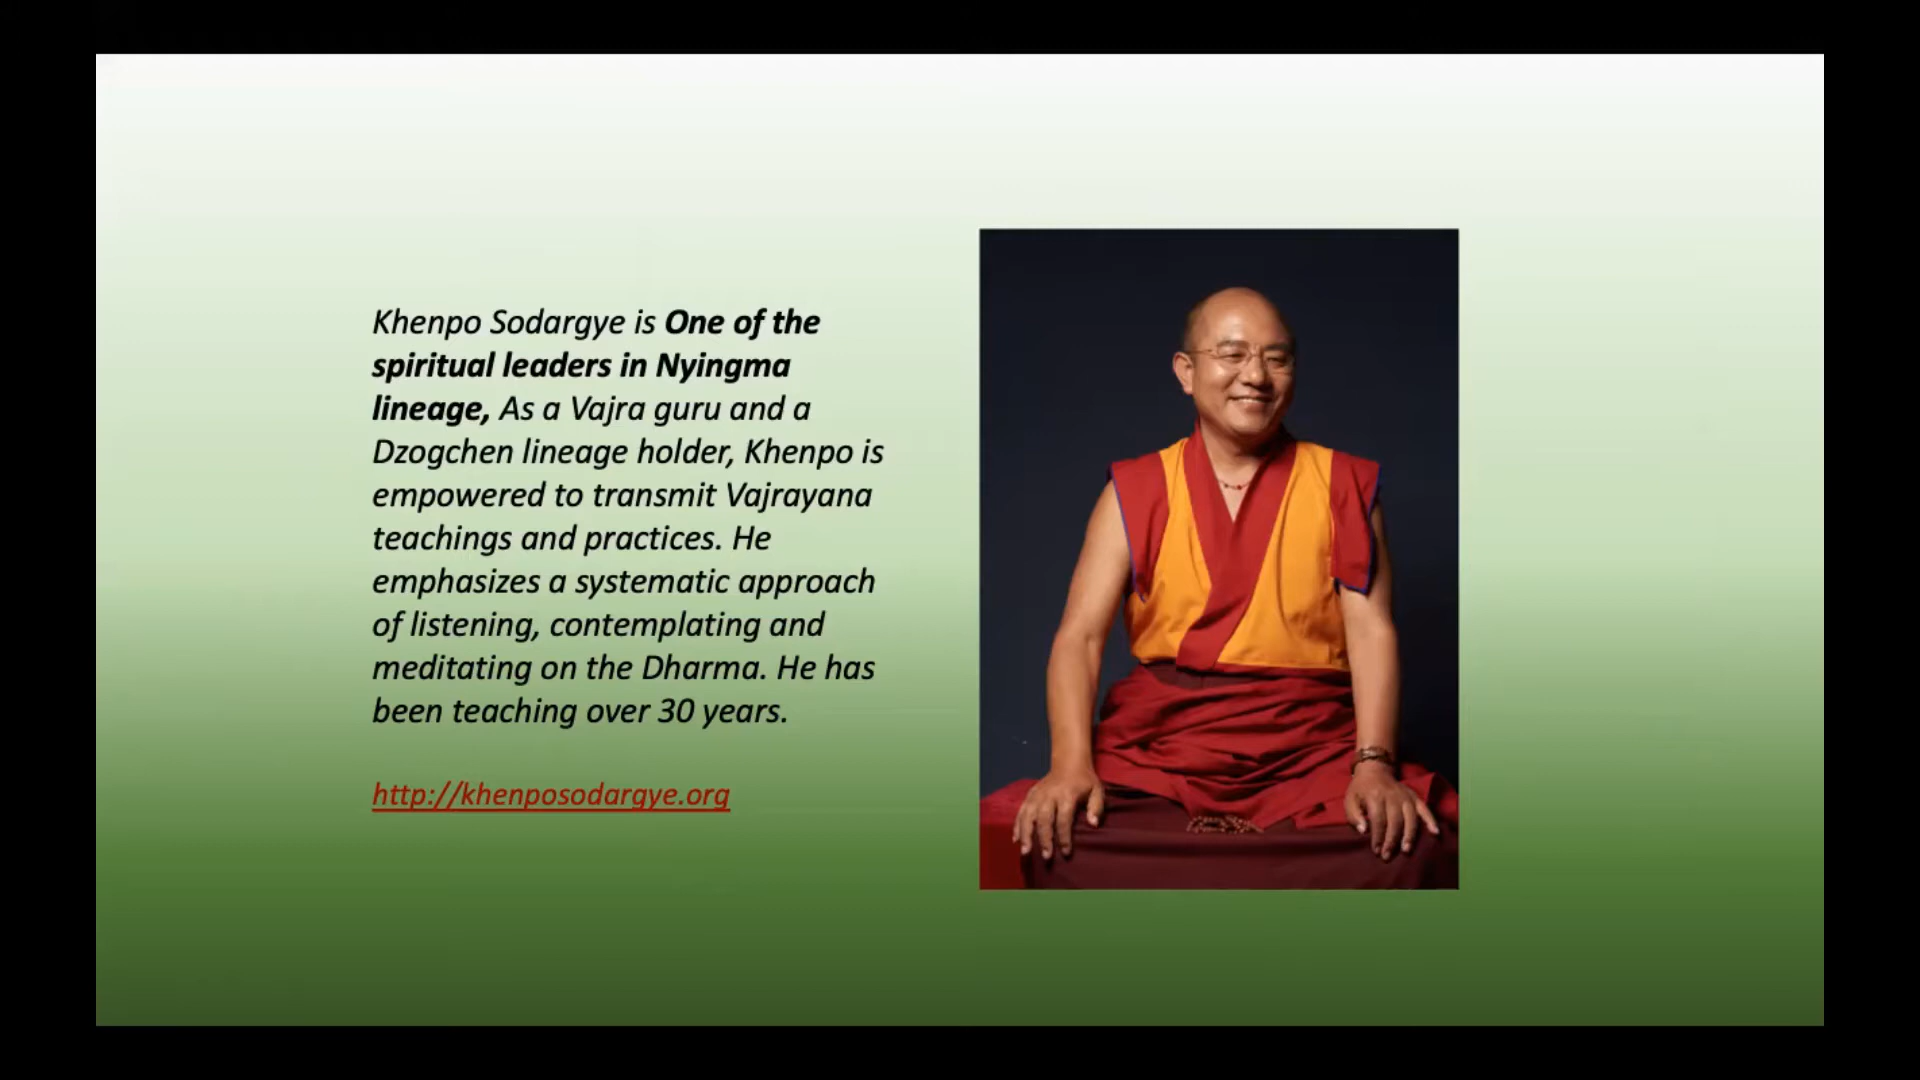 Khenpo Sodargye is One of the
spiritual leaders in Nyingma
lineage, As a Vajra guru and a
Dzogchen lineage holder, Khenpo is
empowered to transmit Vajrayana
teachings and practices. He
emphasizes a systematic approach
of listening, contemplating and
meditating on the Dharma. He has
been teaching over 30 years.
http://khenposodargye.org